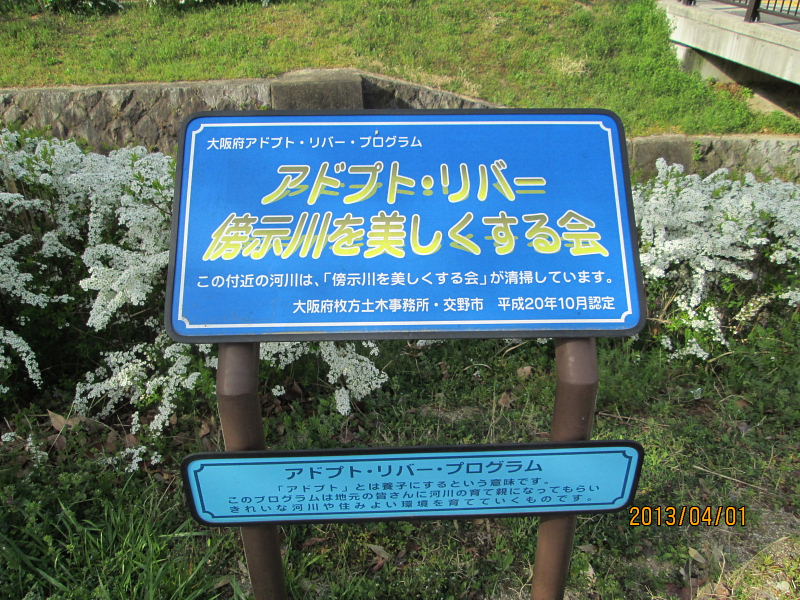 大阪府アドプト・リバー・プログラム
アドプト・リバー
傍示川を美しくする会
この付近の河川は、「傍示川を美しくする会」が清掃しています。
大阪府枚方土木事務所・交野市　平成20年10月認定
アドプト・リバー・プログラム
「アドプト」とは養子にするという意味です。
このプログラムは地元の皆さんに河川の育て親になってもらい
きれいな河川や住みよい環境を育てていくものです。
2013/04/01